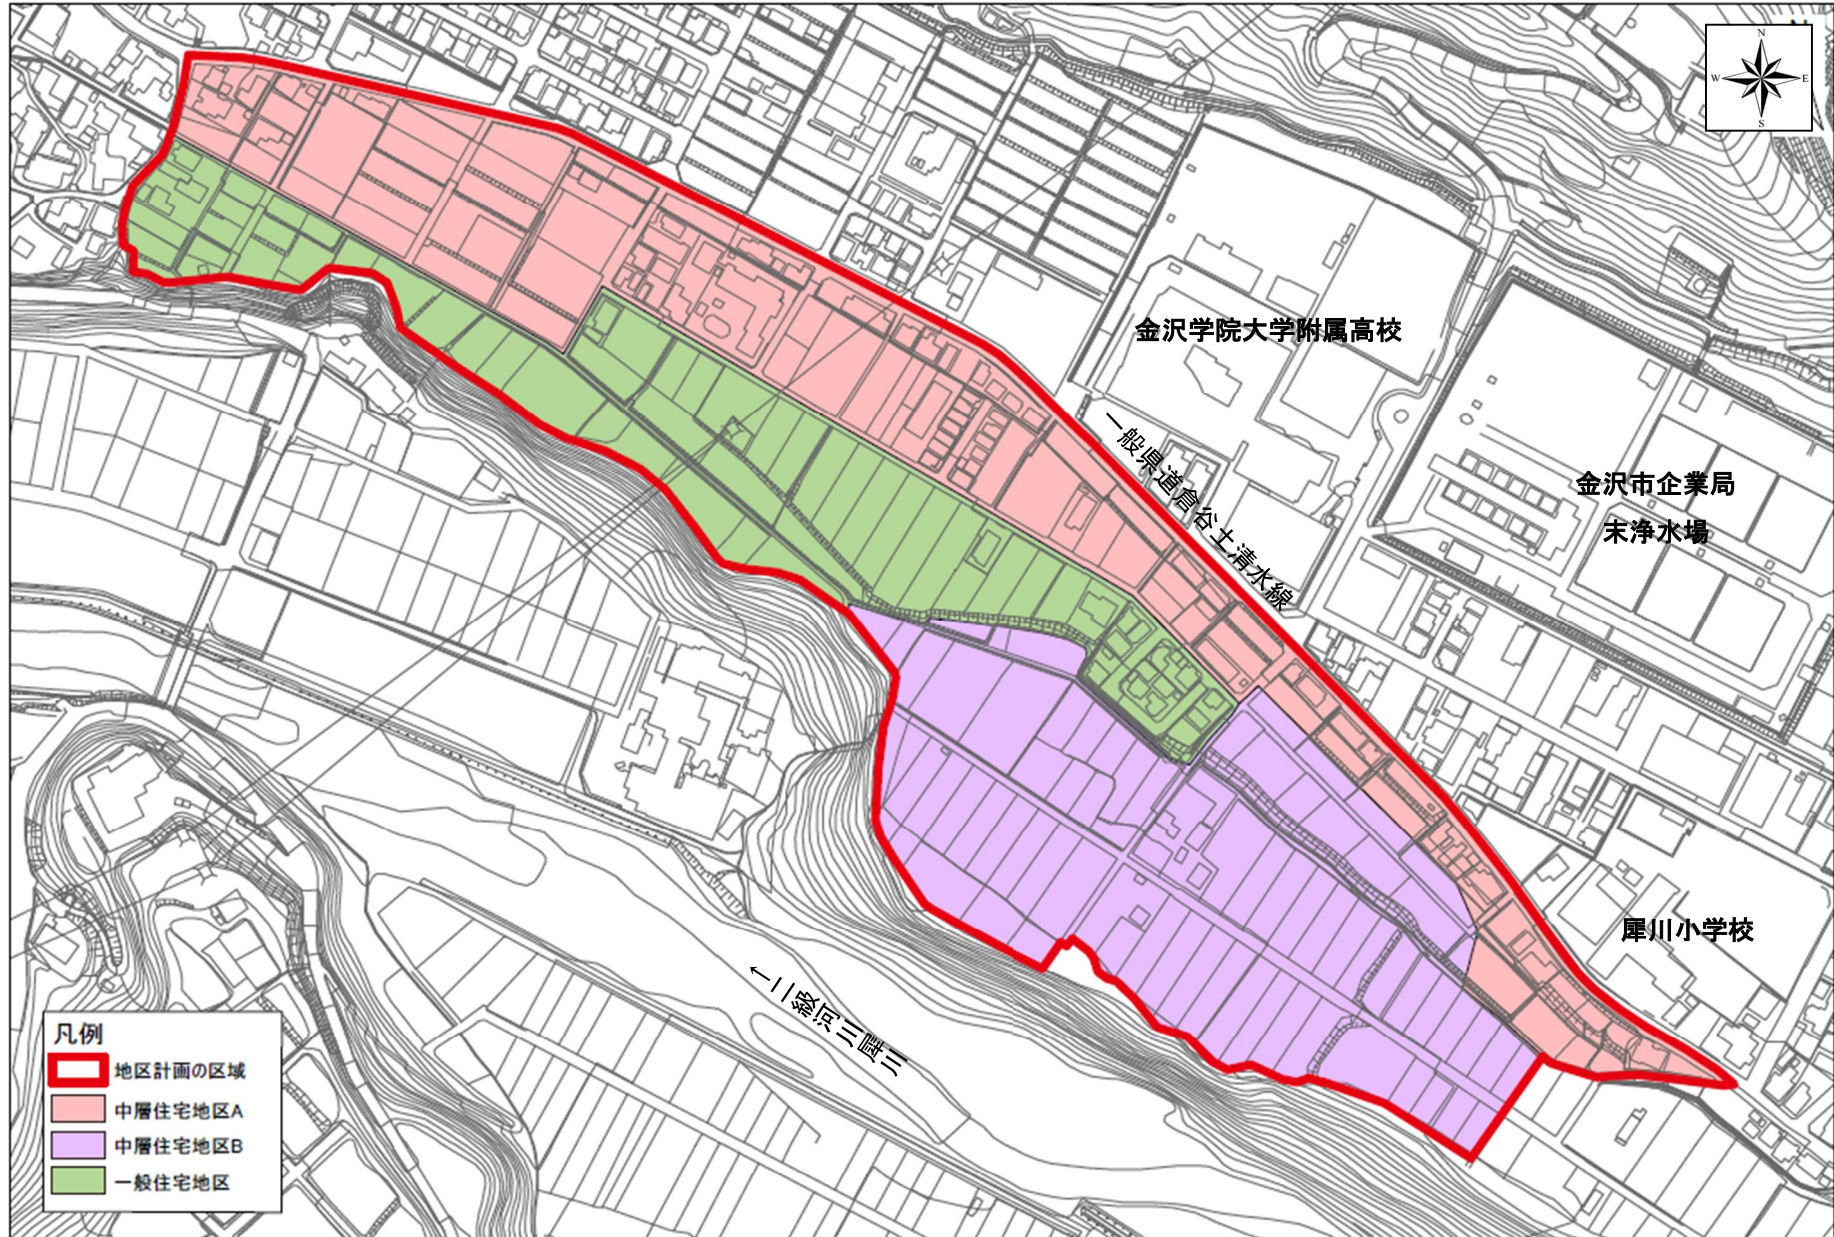 N
W
E
S
金沢学院大学附属高校
一般県道倉谷土清水線
金沢市企業局
末浄水場
犀川小学校
←二級河川犀川
凡例
地区計画の区域
中層住宅地区A
中層住宅地区B
一般住宅地区